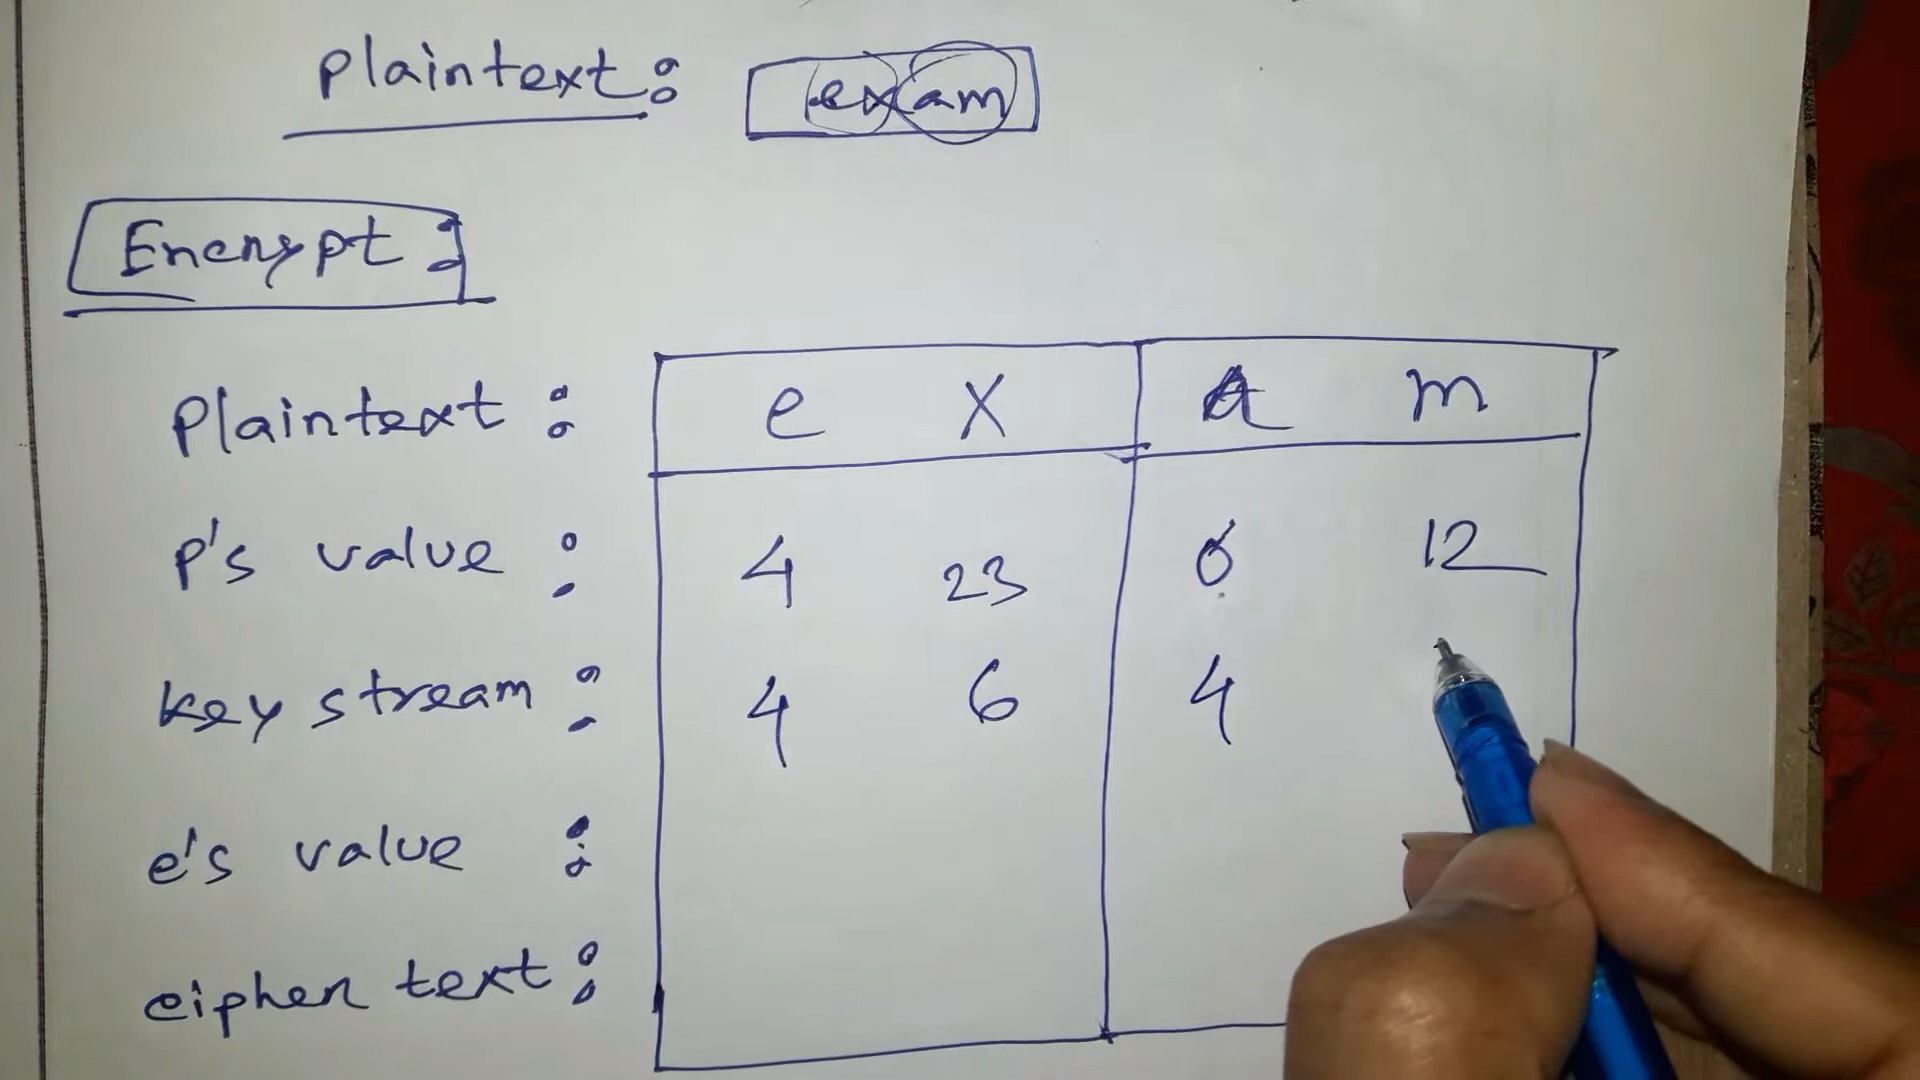 plaintext: exam
Encrypt:
Plaintext: e x a m
p's value: 4 23 0 12
key stream: 4 6 4
e's value:
cipher text: